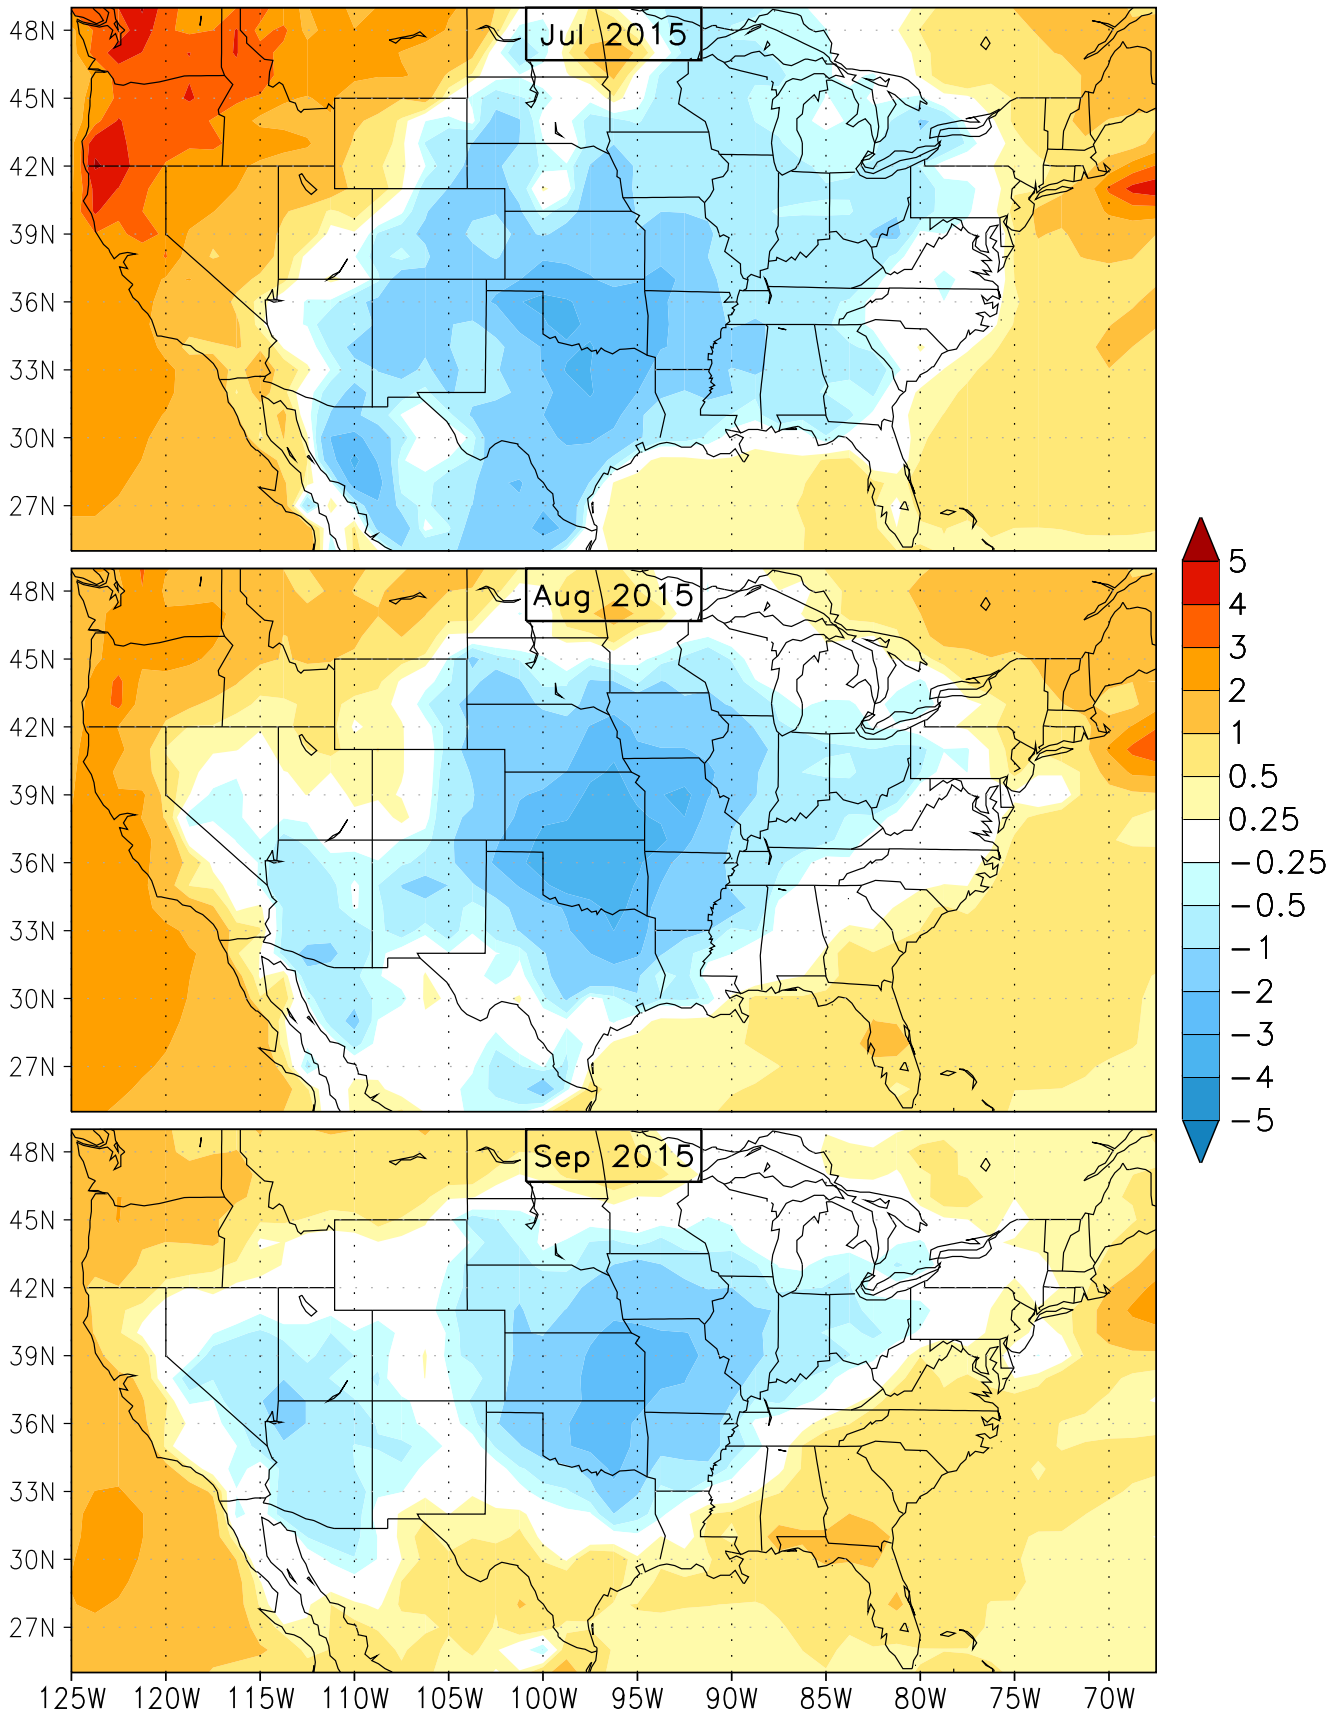 Jul 2015
48N
45N
42N
39N
36N
33N
30N
27N
Aug 2015
48N
45N
42N
39N
36N
33N
30N
27N
Sep 2015
48N
45N
42N
39N
36N
33N
30N
27N
125W 120W 115W 110W 105W 100W 95W 90W 85W 80W 75W 70W
5
4
3
2
1
0.5
0.25
−0.25
−0.5
−1
−2
−3
−4
−5